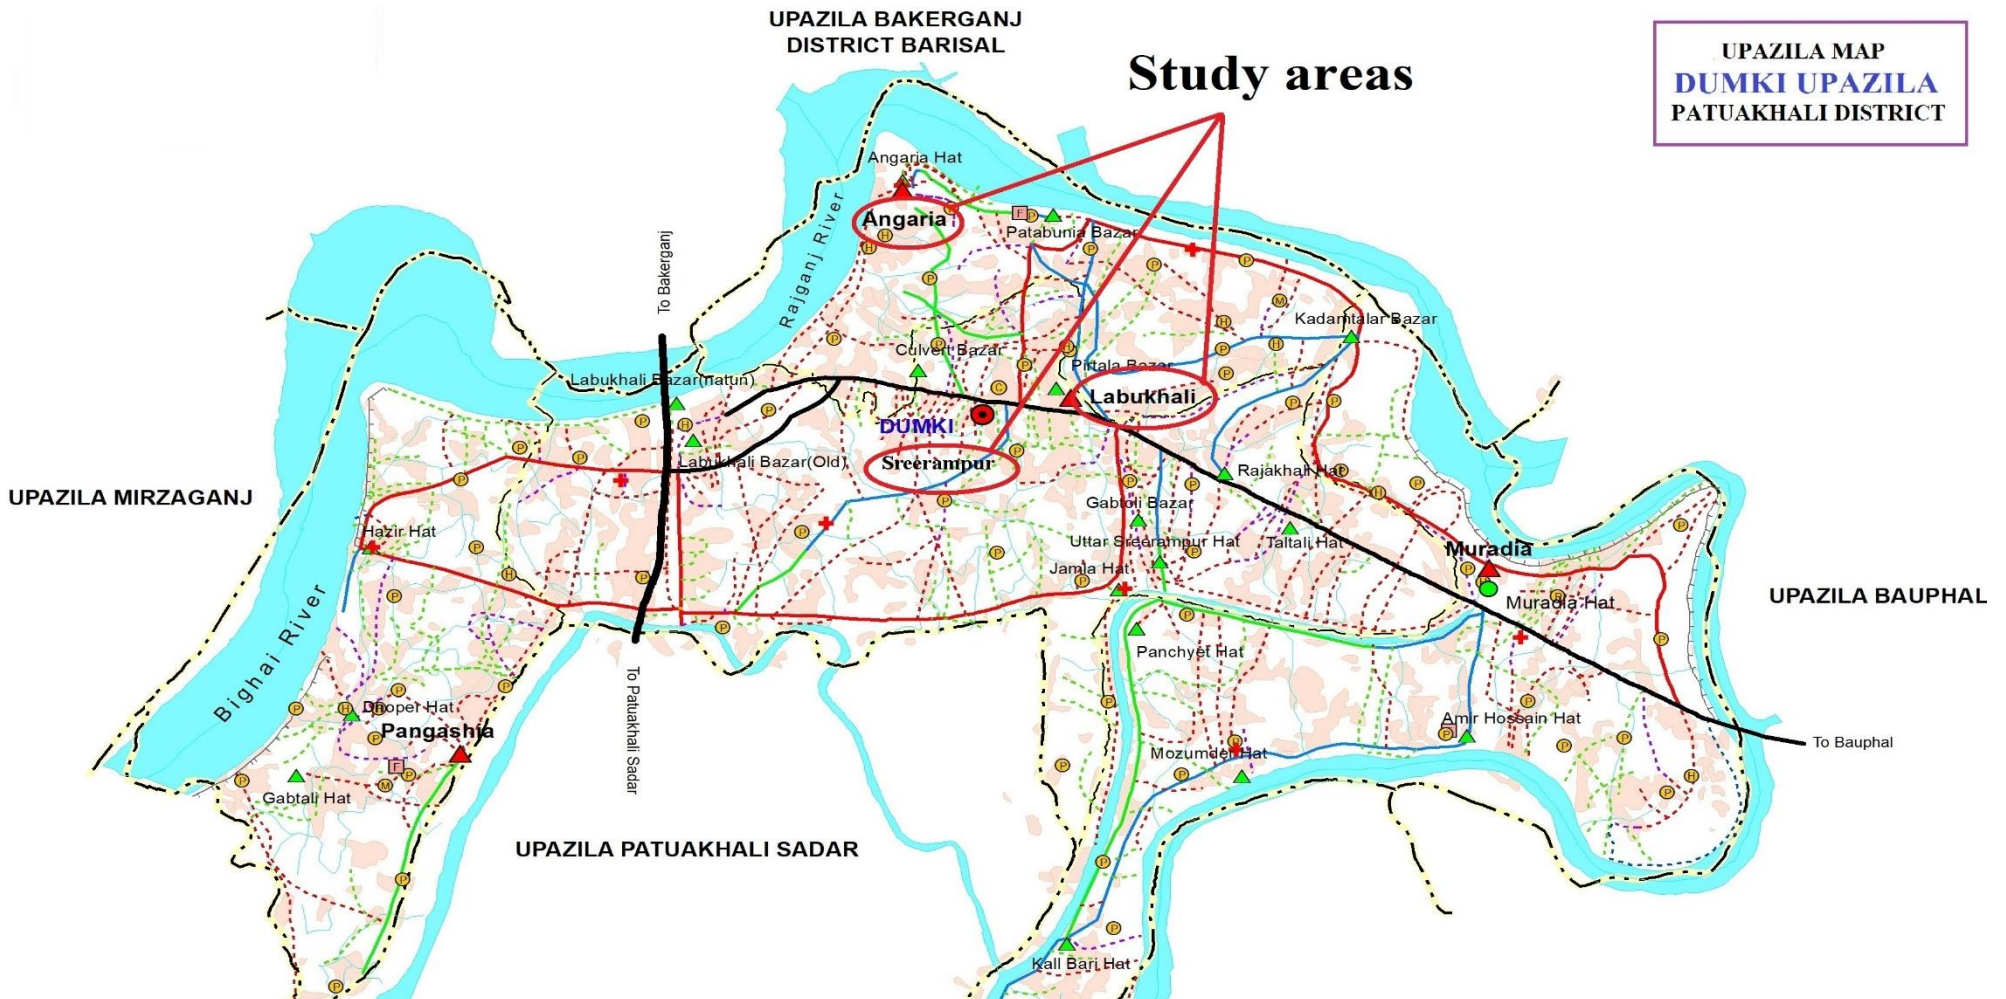 UPAZILA BAKERGANJ
DISTRICT BARISAL
Study areas
UPAZILA MAP
DUMKI UPAZILA
PATUAKHALI DISTRICT
Angaria Hat
Angaria
Patabunia Bazar
Rajganj River
To Bakerganj
Kadamtalar Bazar
Culvert Bazar
Pirtala Bazar
Labukhali Bazar(natun)
Labukhali
DUMKI
Labukhali Bazar(Old)
Sreerampur
Rajakhali Hat
UPAZILA MIRZAGANJ
Gabtoli Bazar
Hazir Hat
Uttar Sreerampur Hat
Taltali Hat
Muradia
Jamla Hat
Muradia Hat
UPAZILA BAUPHAL
Bighai River
Panchyet Hat
To Patuakhali Sadar
Dhoper Hat
Pangashia
Amir Hossain Hat
To Bauphal
Mozumder Hat
Gabtali Hat
UPAZILA PATUAKHALI SADAR
Kall Bari Hat